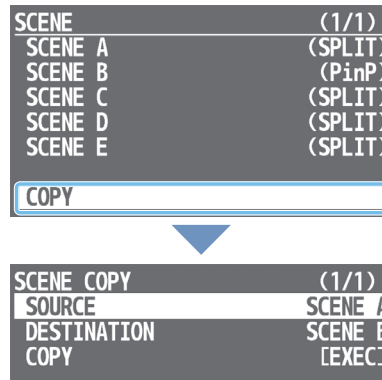 SCENE (1/1)
SCENE A (SPLIT)
SCENE B (PinP)
SCENE C (SPLIT)
SCENE D (SPLIT)
SCENE E (SPLIT)
COPY
SCENE COPY (1/1)
SOURCE SCENE A
DESTINATION SCENE
COPY [EXEC]